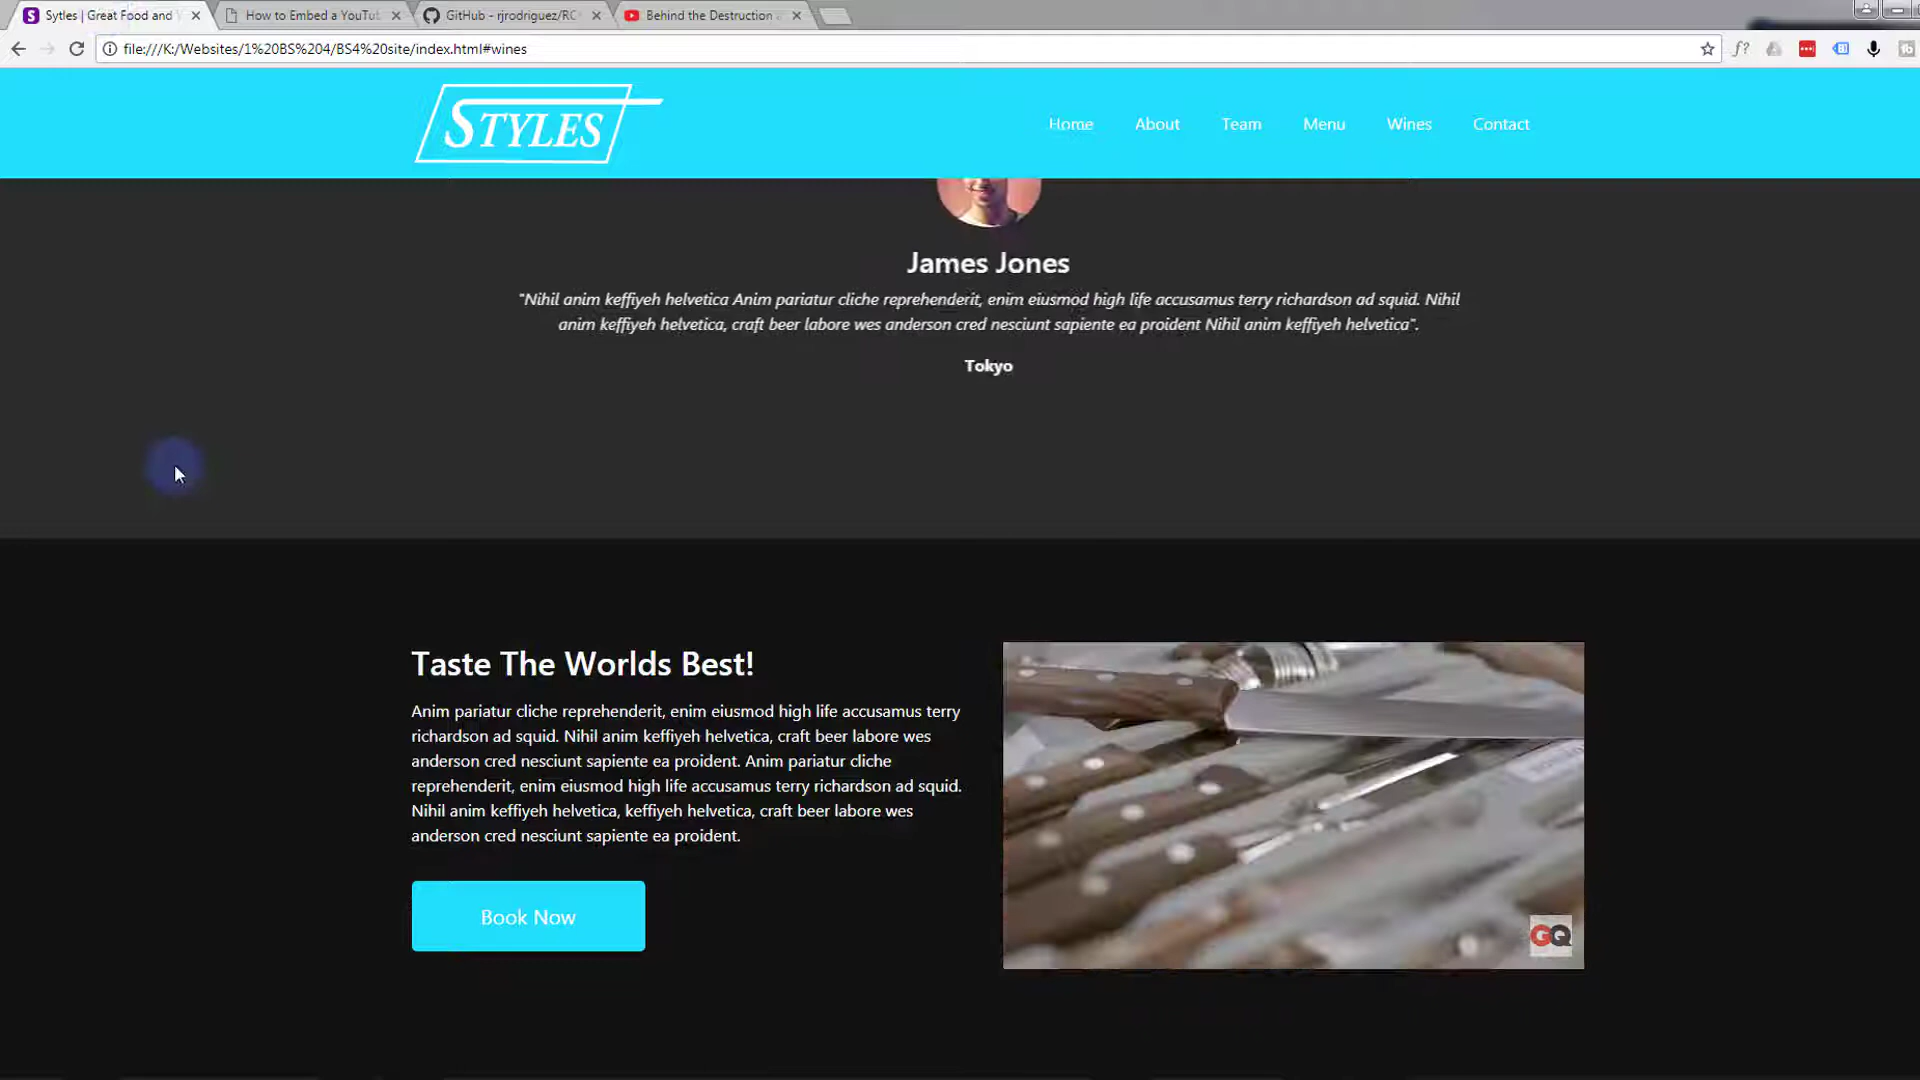 Sytles | Great Food and
How to Embed a YouTu
GitHub - rjrodriguez/RC
Behind the Destruction
file:///K:/Websites/1%20BS%204/BS4%20site/index.html#wines
f?
STYLES
Home
About
Team
Menu
Wines
Contact
James Jones
"Nihil anim keffiyeh helvetica Anim pariatur cliche reprehenderit, enim eiusmod high life accusamus terry richardson ad squid. Nihil
anim keffiyeh helvetica, craft beer labore wes anderson cred nesciunt sapiente ea proident Nihil anim keffiyeh helvetica".
Tokyo
Taste The Worlds Best!
Anim pariatur cliche reprehenderit, enim eiusmod high life accusamus terry
richardson ad squid. Nihil anim keffiyeh helvetica, craft beer labore wes
anderson cred nesciunt sapiente ea proident. Anim pariatur cliche
reprehenderit, enim eiusmod high life accusamus terry richardson ad squid.
Nihil anim keffiyeh helvetica, keffiyeh helvetica, craft beer labore wes
anderson cred nesciunt sapiente ea proident.
Book Now
GQ